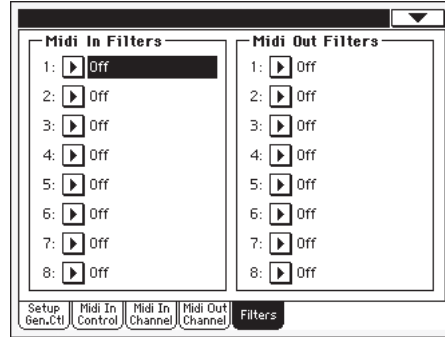 Midi In Filters
1: Off
2: Off
3: Off
4: Off
5: Off
6: Off
7: Off
8: Off
Midi Out Filters
1: Off
2: Off
3: Off
4: Off
5: Off
6: Off
7: Off
8: Off
Setup Gen.Ctl
Midi In Control
Midi In Channel
Midi Out Channel
Filters